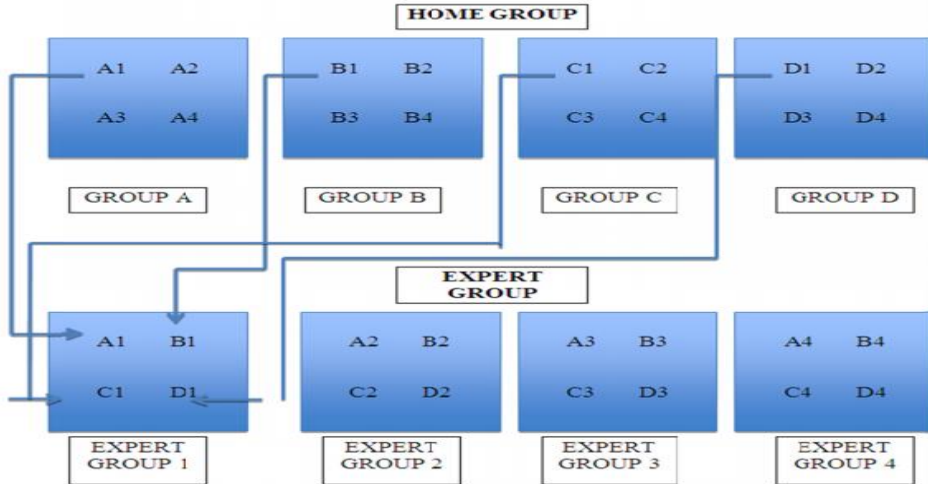 HOME GROUP
A1 A2 B1 B2 C1 C2 D1 D2
A3 A4 B3 B4 C3 C4 D3 D4
GROUP A GROUP B GROUP C GROUP D
EXPERT
GROUP
A1 B1 A2 B2 A3 B3 A4 B4
C1 D1 C2 D2 C3 D3 C4 D4
EXPERT
GROUP 1
EXPERT
GROUP 2
EXPERT
GROUP 3
EXPERT
GROUP 4